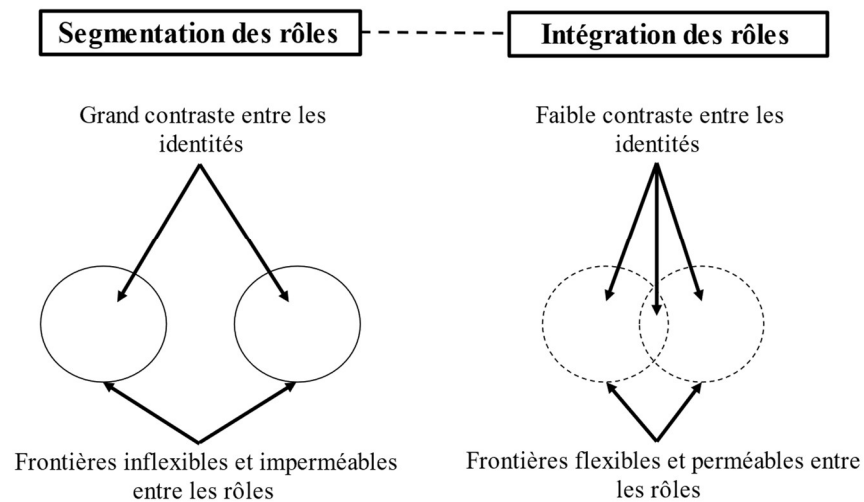 Segmentation des rôles
Intégration des rôles
Grand contraste entre les
identités
Faible contraste entre les
identités
Frontières inflexibles et imperméables
entre les rôles
Frontières flexibles et perméables entre
les rôles